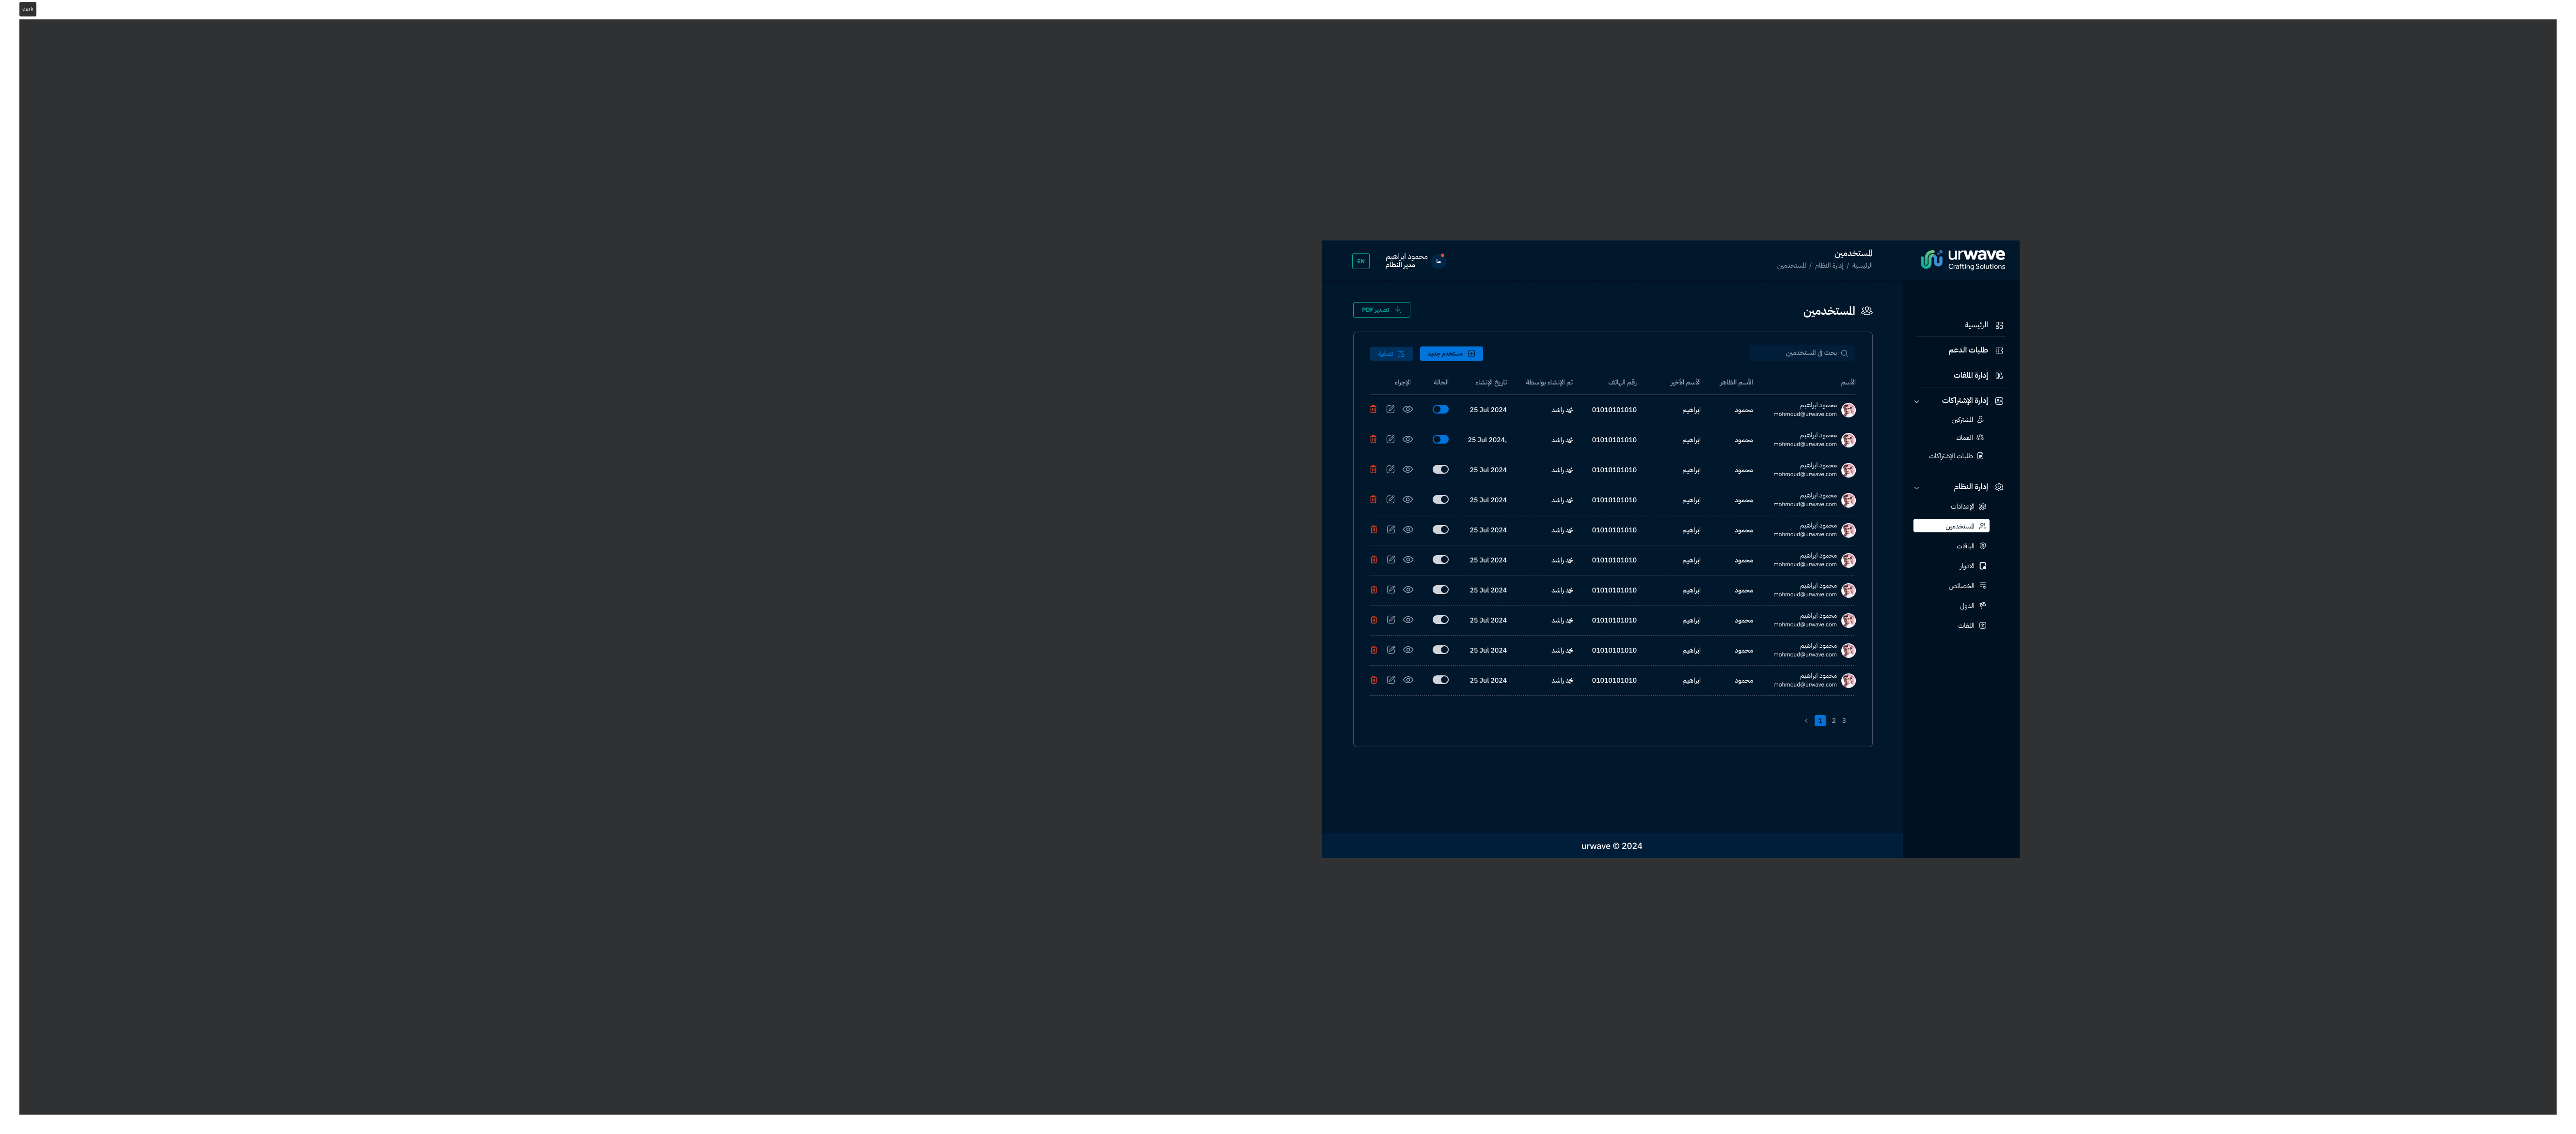 dark
urwave
Crafting Solutions
المستخدمين
الرئيسية / إدارة النظام / المستخدمين
محمود ابراهيم
مدير النظام
EN
الرئيسية
طلبات الدعم
إدارة الملفات
إدارة الإشتراكات
المشتركين
العملاء
طلبات الإشتراكات
إدارة النظام
الإعدادات
المستخدمين
الباقات
الادوار
الخصائص
الدول
اللغات
المستخدمين
تصدير PDF
بحث في المستخدمين
مستخدم جديد
تصفية
الأسم الأسم الظاهر الأسم الأخير رقم الهاتف تم الإنشاء بواسطة تاريخ الإنشاء الحالة الإجراء
محمود ابراهيم
mohmoud@urwave.com
محمود ابراهيم 01010101010 محمد راشد 25 Jul 2024
محمود ابراهيم
mohmoud@urwave.com
محمود ابراهيم 01010101010 محمد راشد 25 Jul 2024,
محمود ابراهيم
mohmoud@urwave.com
محمود ابراهيم 01010101010 محمد راشد 25 Jul 2024
محمود ابراهيم
mohmoud@urwave.com
محمود ابراهيم 01010101010 محمد راشد 25 Jul 2024
محمود ابراهيم
mohmoud@urwave.com
محمود ابراهيم 01010101010 محمد راشد 25 Jul 2024
محمود ابراهيم
mohmoud@urwave.com
محمود ابراهيم 01010101010 محمد راشد 25 Jul 2024
محمود ابراهيم
mohmoud@urwave.com
محمود ابراهيم 01010101010 محمد راشد 25 Jul 2024
محمود ابراهيم
mohmoud@urwave.com
محمود ابراهيم 01010101010 محمد راشد 25 Jul 2024
محمود ابراهيم
mohmoud@urwave.com
محمود ابراهيم 01010101010 محمد راشد 25 Jul 2024
محمود ابراهيم
mohmoud@urwave.com
محمود ابراهيم 01010101010 محمد راشد 25 Jul 2024
1 2 3
urwave © 2024